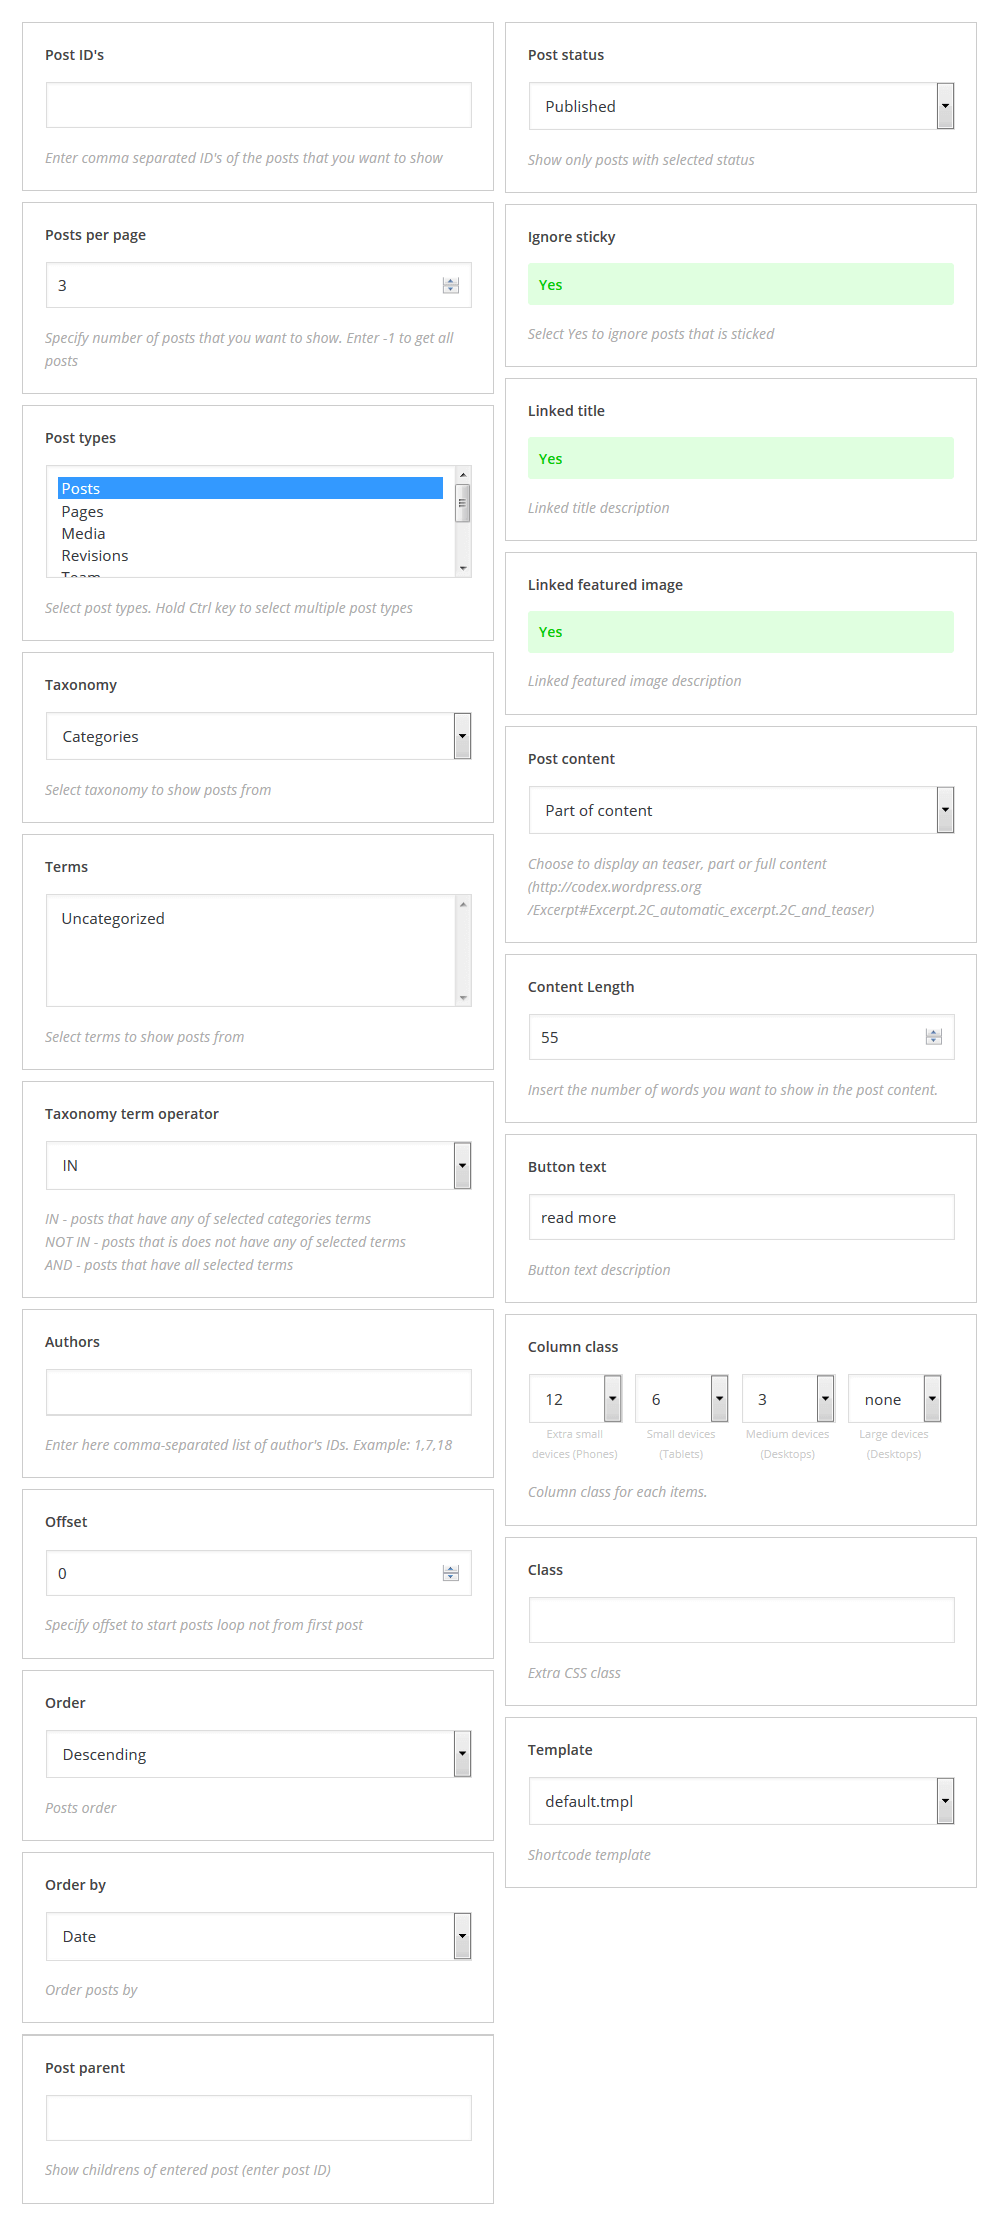 Post ID's
Enter comma separated ID's of the posts that you want to show
Posts per page
3
Specify number of posts that you want to show. Enter -1 to get all
posts
Post types
Posts
Pages
Media
Revisions
Team
Select post types. Hold Ctrl key to select multiple post types
Taxonomy
Categories
Select taxonomy to show posts from
Terms
Uncategorized
Select terms to show posts from
Taxonomy term operator
IN
IN - posts that have any of selected categories terms
NOT IN - posts that is does not have any of selected terms
AND - posts that have all selected terms
Authors
Enter here comma-separated list of author's IDs. Example: 1,7,18
Offset
0
Specify offset to start posts loop not from first post
Order
Descending
Posts order
Order by
Date
Order posts by
Post parent
Show childrens of entered post (enter post ID)
Post status
Published
Show only posts with selected status
Ignore sticky
Yes
Select Yes to ignore posts that is sticked
Linked title
Yes
Linked title description
Linked featured image
Yes
Linked featured image description
Post content
Part of content
Choose to display an teaser, part or full content
(http://codex.wordpress.org
/Excerpt#Excerpt.2C_automatic_excerpt.2C_and_teaser)
Content Length
55
Insert the number of words you want to show in the post content.
Button text
read more
Button text description
Column class
12 6 3 none
Extra small Small devices Medium devices Large devices
devices (Phones) (Tablets) (Desktops) (Desktops)
Column class for each items.
Class
Extra CSS class
Template
default.tmpl
Shortcode template